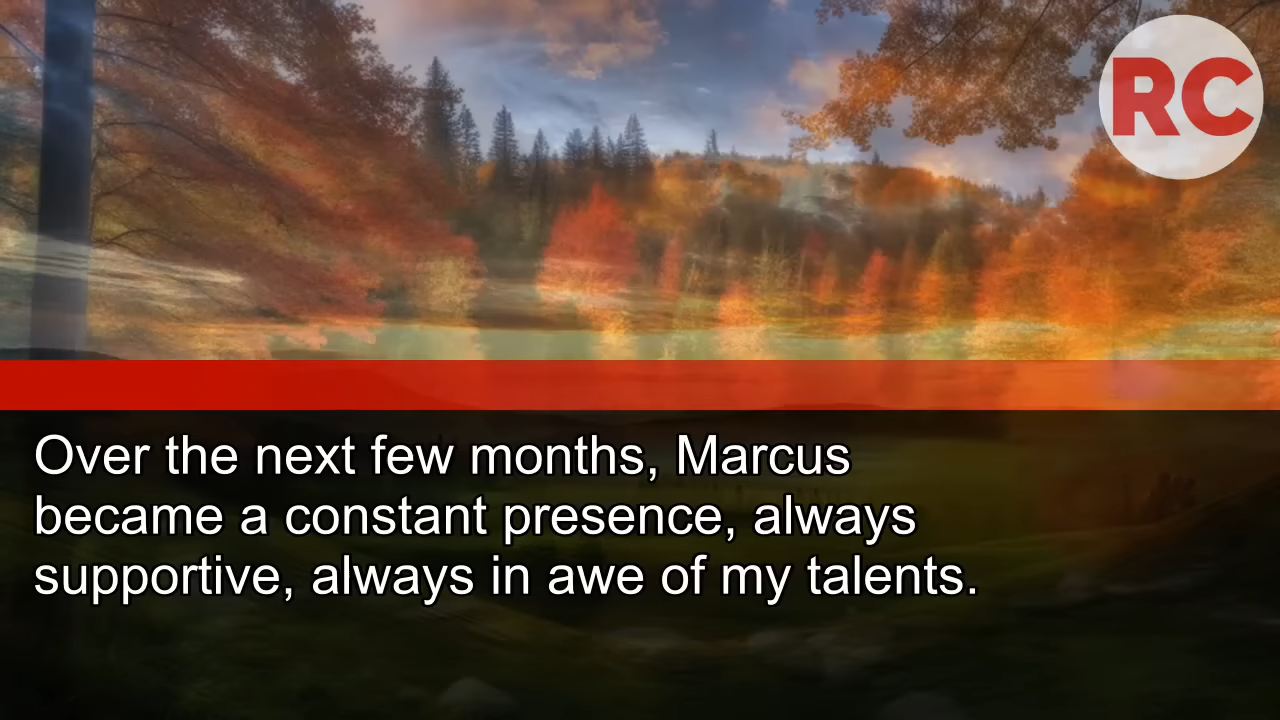 RC
Over the next few months, Marcus
became a constant presence, always
supportive, always in awe of my talents.